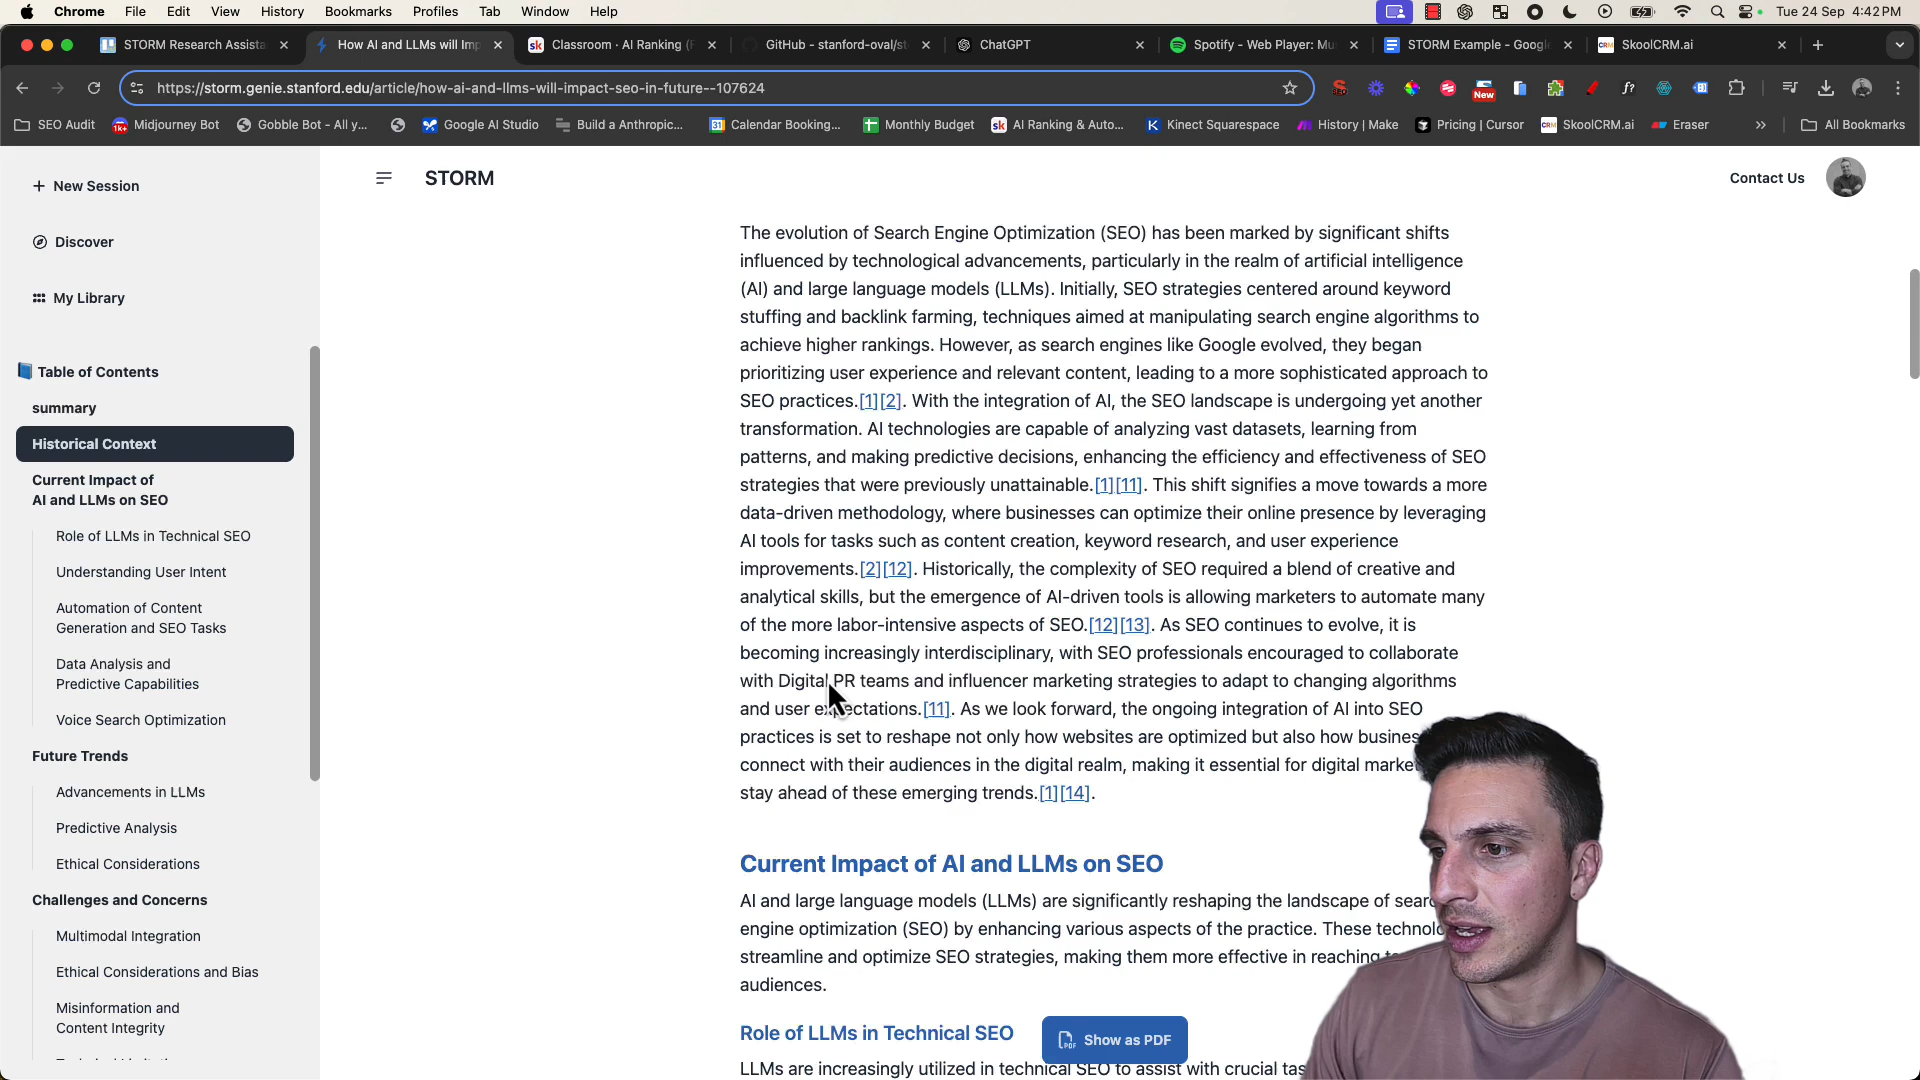 Chrome File Edit View History Bookmarks Profiles Tab Window Help Tue 24 Sep 4:42 PM
STORM Research Assista How AI and LLMs will Imp Classroom · AI Ranking (F GitHub - stanford-oval/st ChatGPT Spotify - Web Player: Mu STORM Example - Google SkoolCRM.ai
https://storm.genie.stanford.edu/article/how-ai-and-llms-will-impact-seo-in-future--107624 New
SEO Audit Midjourney Bot Gobble Bot - All y... Google AI Studio Build a Anthropic... Calendar Booking... Monthly Budget AI Ranking & Auto... Kinect Squarespace History | Make Pricing | Cursor SkoolCRM.ai Eraser All Bookmarks
New Session
Discover
My Library
Table of Contents
summary
Historical Context
Current Impact of
AI and LLMs on SEO
Role of LLMs in Technical SEO
Understanding User Intent
Automation of Content
Generation and SEO Tasks
Data Analysis and
Predictive Capabilities
Voice Search Optimization
Future Trends
Advancements in LLMs
Predictive Analysis
Ethical Considerations
Challenges and Concerns
Multimodal Integration
Ethical Considerations and Bias
Misinformation and
Content Integrity
STORM
Contact Us
The evolution of Search Engine Optimization (SEO) has been marked by significant shifts
influenced by technological advancements, particularly in the realm of artificial intelligence
(AI) and large language models (LLMs). Initially, SEO strategies centered around keyword
stuffing and backlink farming, techniques aimed at manipulating search engine algorithms to
achieve higher rankings. However, as search engines like Google evolved, they began
prioritizing user experience and relevant content, leading to a more sophisticated approach to
SEO practices.[1][2]. With the integration of AI, the SEO landscape is undergoing yet another
transformation. AI technologies are capable of analyzing vast datasets, learning from
patterns, and making predictive decisions, enhancing the efficiency and effectiveness of SEO
strategies that were previously unattainable.[1][11]. This shift signifies a move towards a more
data-driven methodology, where businesses can optimize their online presence by leveraging
AI tools for tasks such as content creation, keyword research, and user experience
improvements.[2][12]. Historically, the complexity of SEO required a blend of creative and
analytical skills, but the emergence of AI-driven tools is allowing marketers to automate many
of the more labor-intensive aspects of SEO.[12][13]. As SEO continues to evolve, it is
becoming increasingly interdisciplinary, with SEO professionals encouraged to collaborate
with Digital PR teams and influencer marketing strategies to adapt to changing algorithms
and user expectations.[11]. As we look forward, the ongoing integration of AI into SEO
practices is set to reshape not only how websites are optimized but also how busines
connect with their audiences in the digital realm, making it essential for digital market
stay ahead of these emerging trends.[1][14].
Current Impact of AI and LLMs on SEO
AI and large language models (LLMs) are significantly reshaping the landscape of sear
engine optimization (SEO) by enhancing various aspects of the practice. These technolo
streamline and optimize SEO strategies, making them more effective in reaching
audiences.
Role of LLMs in Technical SEO
Show as PDF
LLMs are increasingly utilized in technical SEO to assist with crucial tas